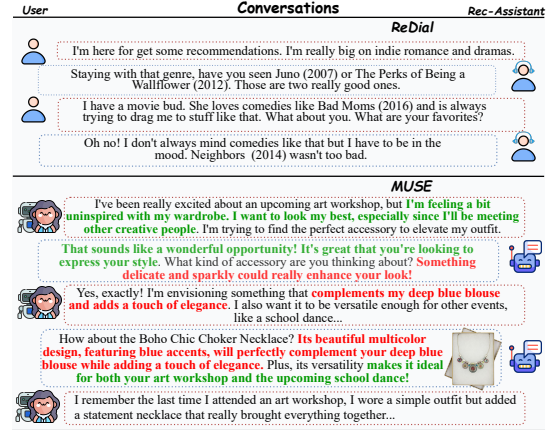 User
Conversations
Rec-Assistant
ReDial
I'm here for get some recommendations. I'm really big on indie romance and dramas.
Staying with that genre, have you seen Juno (2007) or The Perks of Being a
Wallflower (2012). Those are two really good ones.
I have a movie bud. She loves comedies like Bad Moms (2016) and is always
trying to drag me to stuff like that. What about you. What are your favorites?
Oh no! I don't always mind comedies like that but I have to be in the
mood. Neighbors (2014) wasn't too bad.
MUSE
I've been really excited about an upcoming art workshop, but I'm feeling a bit
uninspired with my wardrobe. I want to look my best, especially since I'll be meeting
other creative people. I'm trying to find the perfect accessory to elevate my outfit.
That sounds like a wonderful opportunity! It's great that you're looking to
express your style. What kind of accessory are you thinking about? Something
delicate and sparkly could really enhance your look!
Yes, exactly! I'm envisioning something that complements my deep blue blouse
and adds a touch of elegance. I also want it to be versatile enough for other events,
like a school dance...
How about the Boho Chic Choker Necklace? Its beautiful multicolor
design, featuring blue accents, will perfectly complement your deep blue
blouse while adding a touch of elegance. Plus, its versatility makes it ideal
for both your art workshop and the upcoming school dance!
I remember the last time I attended an art workshop, I wore a simple outfit but added
a statement necklace that really brought everything together...